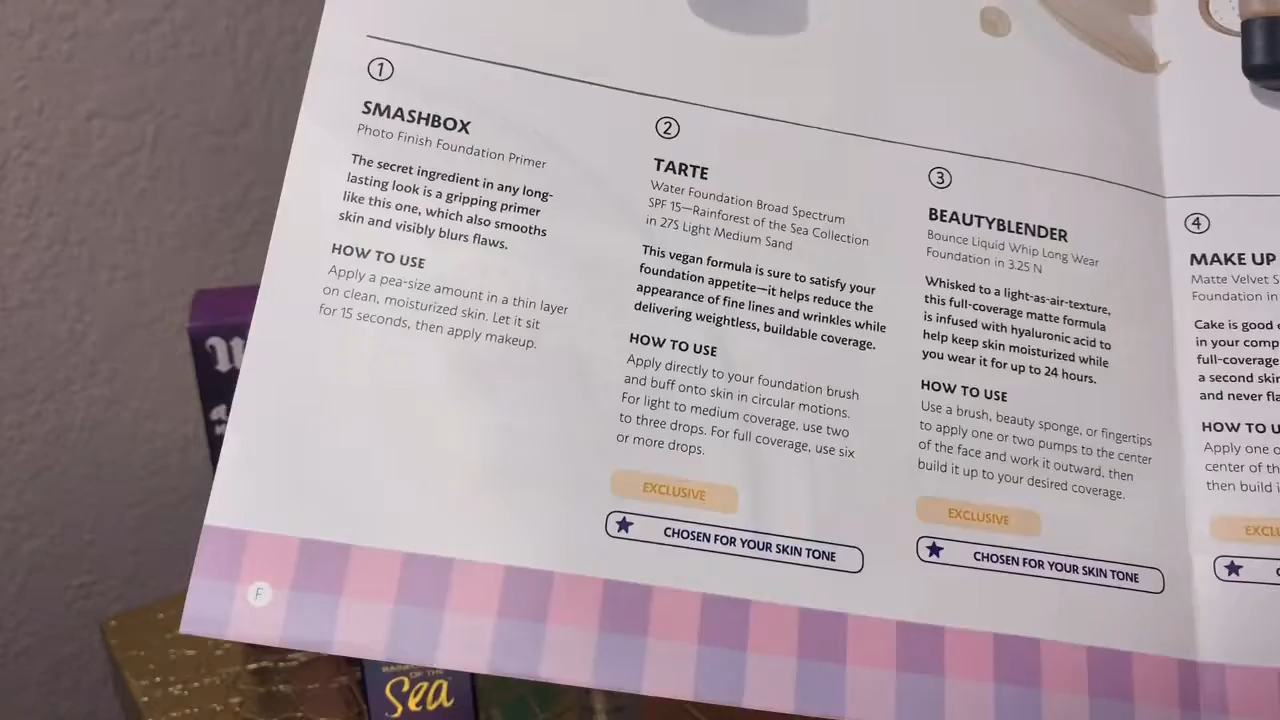 1
SMASHBOX
Photo Finish Foundation Primer
The secret ingredient in any long-
lasting look is a gripping primer
like this one, which also smooths
skin and visibly blurs flaws.
HOW TO USE
Apply a pea-size amount in a thin layer
on clean, moisturized skin. Let it sit
for 15 seconds, then apply makeup.
2
TARTE
Water Foundation Broad Spectrum
SPF 15—Rainforest of the Sea Collection
in 27S Light Medium Sand
This vegan formula is sure to satisfy your
foundation appetite—it helps reduce the
appearance of fine lines and wrinkles while
delivering weightless, buildable coverage.
HOW TO USE
Apply directly to your foundation brush
and buff onto skin in circular motions.
For light to medium coverage, use two
to three drops. For full coverage, use six
or more drops.
EXCLUSIVE
CHOSEN FOR YOUR SKIN TONE
3
BEAUTYBLENDER
Bounce Liquid Whip Long Wear
Foundation in 3.25 N
Whisked to a light-as-air-texture,
this full-coverage matte formula
is infused with hyaluronic acid to
help keep skin moisturized while
you wear it for up to 24 hours.
HOW TO USE
Use a brush, beauty sponge, or fingertips
to apply one or two pumps to the center
of the face and work it outward, then
build it up to your desired coverage.
EXCLUSIVE
CHOSEN FOR YOUR SKIN TONE
4
MAKE UP
Matte Velvet S
Foundation in
Cake is good
in your comp
full-coverage
a second skin
and never fla
HOW TO U
Apply one o
center of th
then build i
EXCLU
F
OF THE
Sea